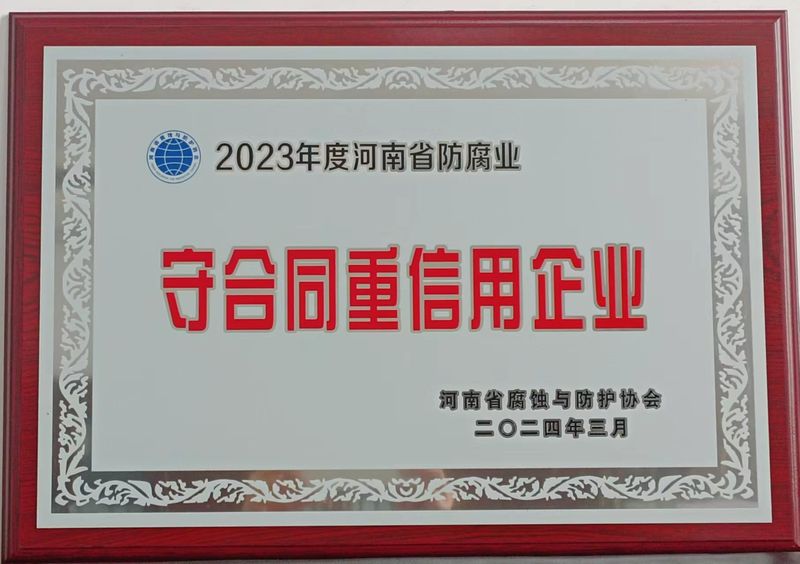 2023年度河南省防腐业
守合同重信用企业
河南省腐蚀与防护协会
二〇二四年三月